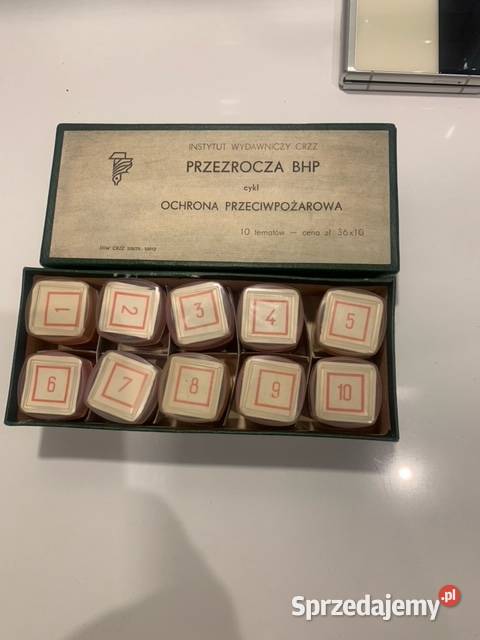 INSTYTUT WYDAWNICZY CRZZ
PRZEZROCZA BHP
cykl
OCHRONA PRZECIWPOŻAROWA
10 tematów — cena zł 36x10
1 2 3 4 5
6 7 8 9 10
Sprzedajemy.pl